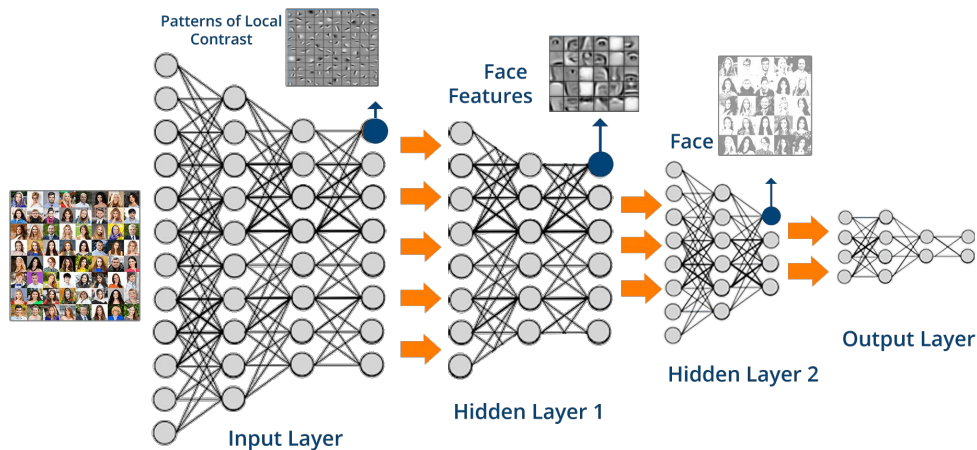 Patterns of Local
Contrast
Face
Features
Face
Output Layer
Hidden Layer 2
Hidden Layer 1
Input Layer